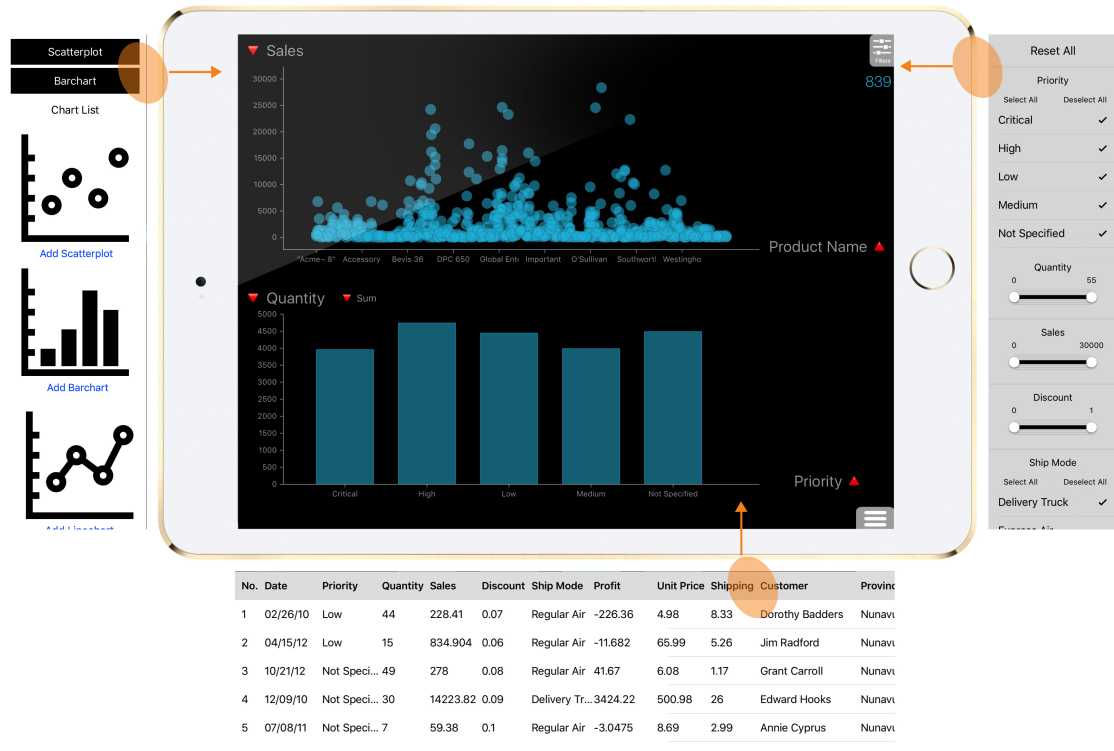 Scatterplot
Barchart
Chart List
Add Scatterplot
Add Barchart
Sales
Filters
839
30000
25000
20000
15000
10000
5000
0
"Acme¬ 8" Accessory Bevis 36 DPC 650 Global Ent Important O'Sullivan Southworth Westingho
Product Name
Quantity Sum
5000
4500
4000
3500
3000
2500
2000
1500
1000
500
0
Critical High Low Medium Not Specified
Priority
Reset All
Priority
Select All Deselect All
Critical
High
Low
Medium
Not Specified
Quantity
0 55
Sales
0 30000
Discount
0 1
Ship Mode
Select All Deselect All
Delivery Truck
No. Date Priority Quantity Sales Discount Ship Mode Profit Unit Price Shipping Customer Provinc
1 02/26/10 Low 44 228.41 0.07 Regular Air -226.36 4.98 8.33 Dorothy Badders Nunavu
2 04/15/12 Low 15 834.904 0.06 Regular Air -11.682 65.99 5.26 Jim Radford Nunavu
3 10/21/12 Not Speci... 49 278 0.08 Regular Air 41.67 6.08 1.17 Grant Carroll Nunavu
4 12/09/10 Not Speci... 30 14223.82 0.09 Delivery Tr... 3424.22 500.98 26 Edward Hooks Nunavu
5 07/08/11 Not Speci... 7 59.38 0.1 Regular Air -3.0475 8.69 2.99 Annie Cyprus Nunavu